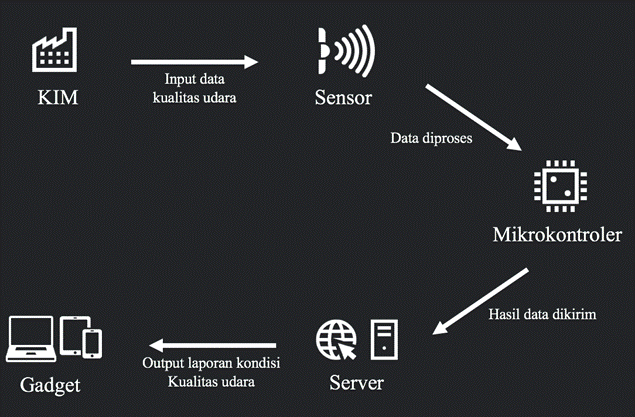 KIM
Input data
kualitas udara
Sensor
Data diproses
Mikrokontroler
Hasil data dikirim
Server
Output laporan kondisi
Kualitas udara
Gadget